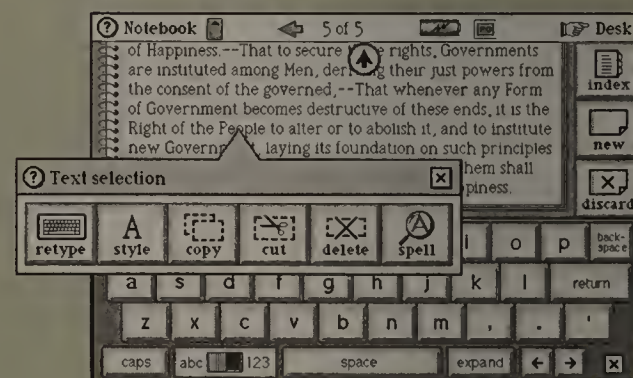 Notebook 5 of 5 Desk
of Happiness.--That to secure rights, Governments
are instituted among Men, der g their just powers from
the consent of the governed,--That whenever any Form
of Government becomes destructive of these ends, it is the
Right of the People to alter or to abolish it, and to institute
new Govern t, laying its foundation on such principles
hem shall
piness.
index
new
discard
? Text selection
retype style copy cut delete spell
i o p back-space
a s d f g h j k l return
z x c v b n m , . '
caps abc 123 space expand ← →